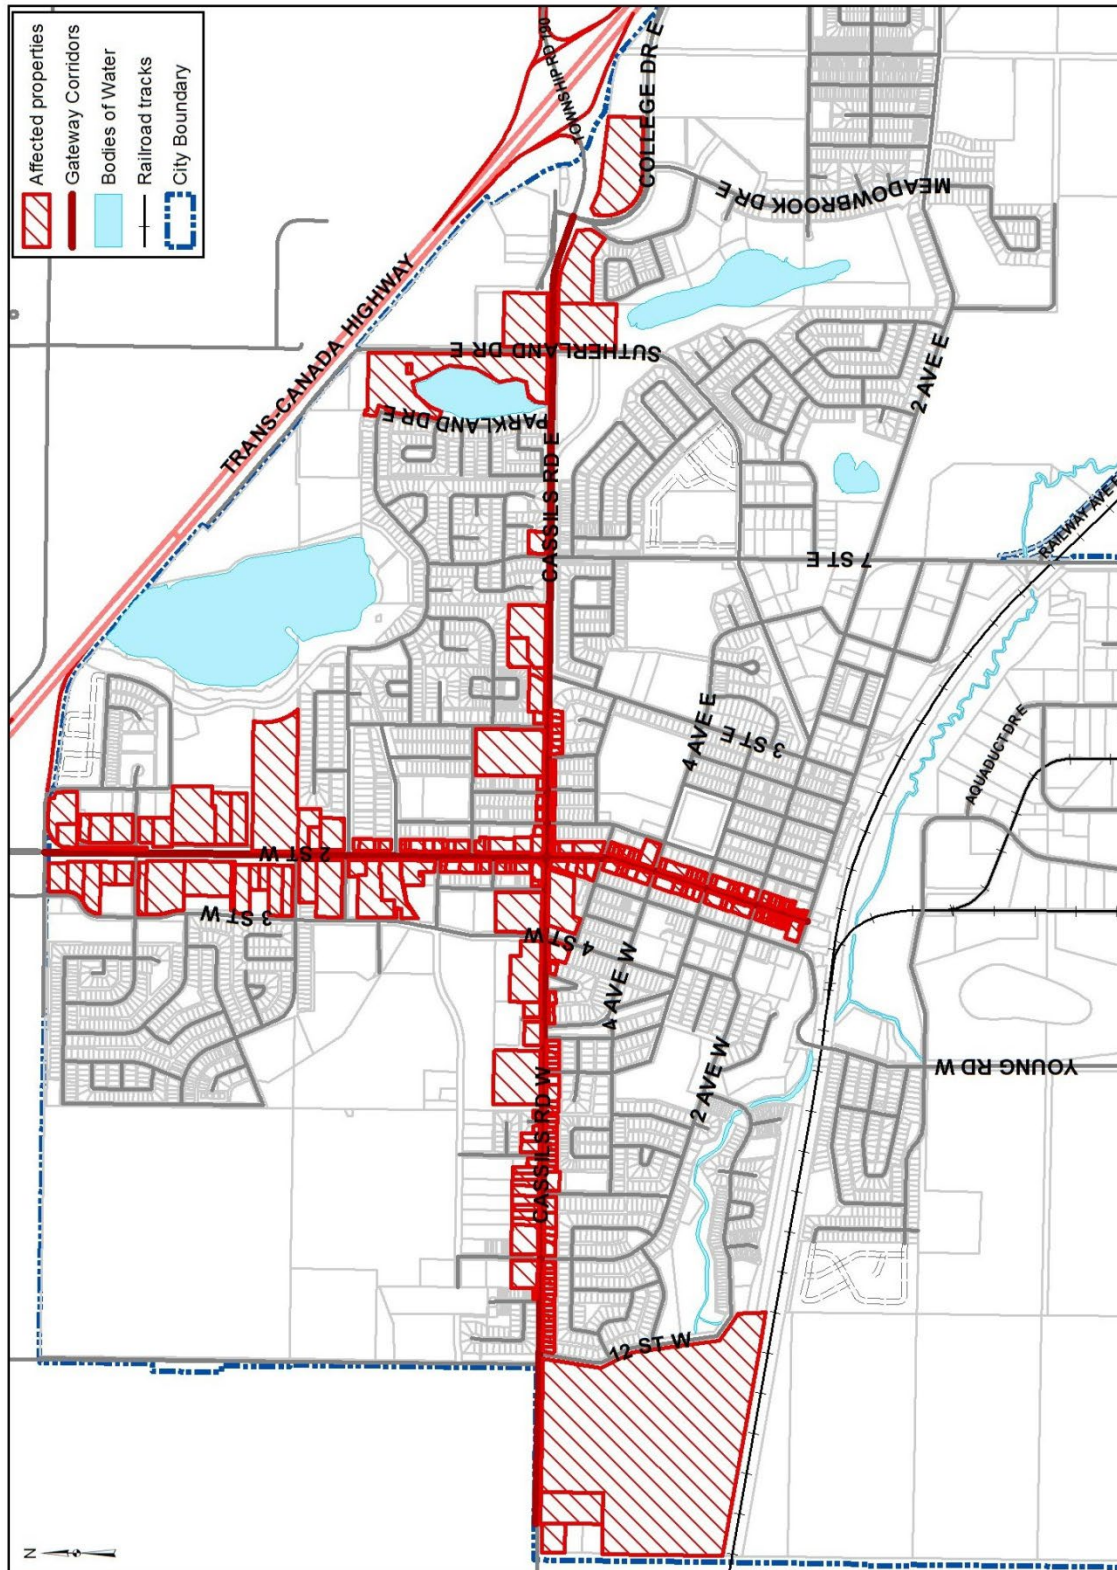 Affected properties
Gateway Corridors
Bodies of Water
Railroad tracks
City Boundary
TOWNSHIP RD 190
COLLEGE DR E
MEADOWBROOK DR E
TRANS-CANADA HIGHWAY
SUTHERLAND DR E
PARKLAND DR E
2 AVE E
CASSILS RD E
7 ST E
4 AVE E
3 ST E
AQUADUCT DR E
2 ST W
3 ST W
4 ST W
4 AVE W
2 AVE W
YOUNG RD W
CASSILS RD W
12 ST W
N